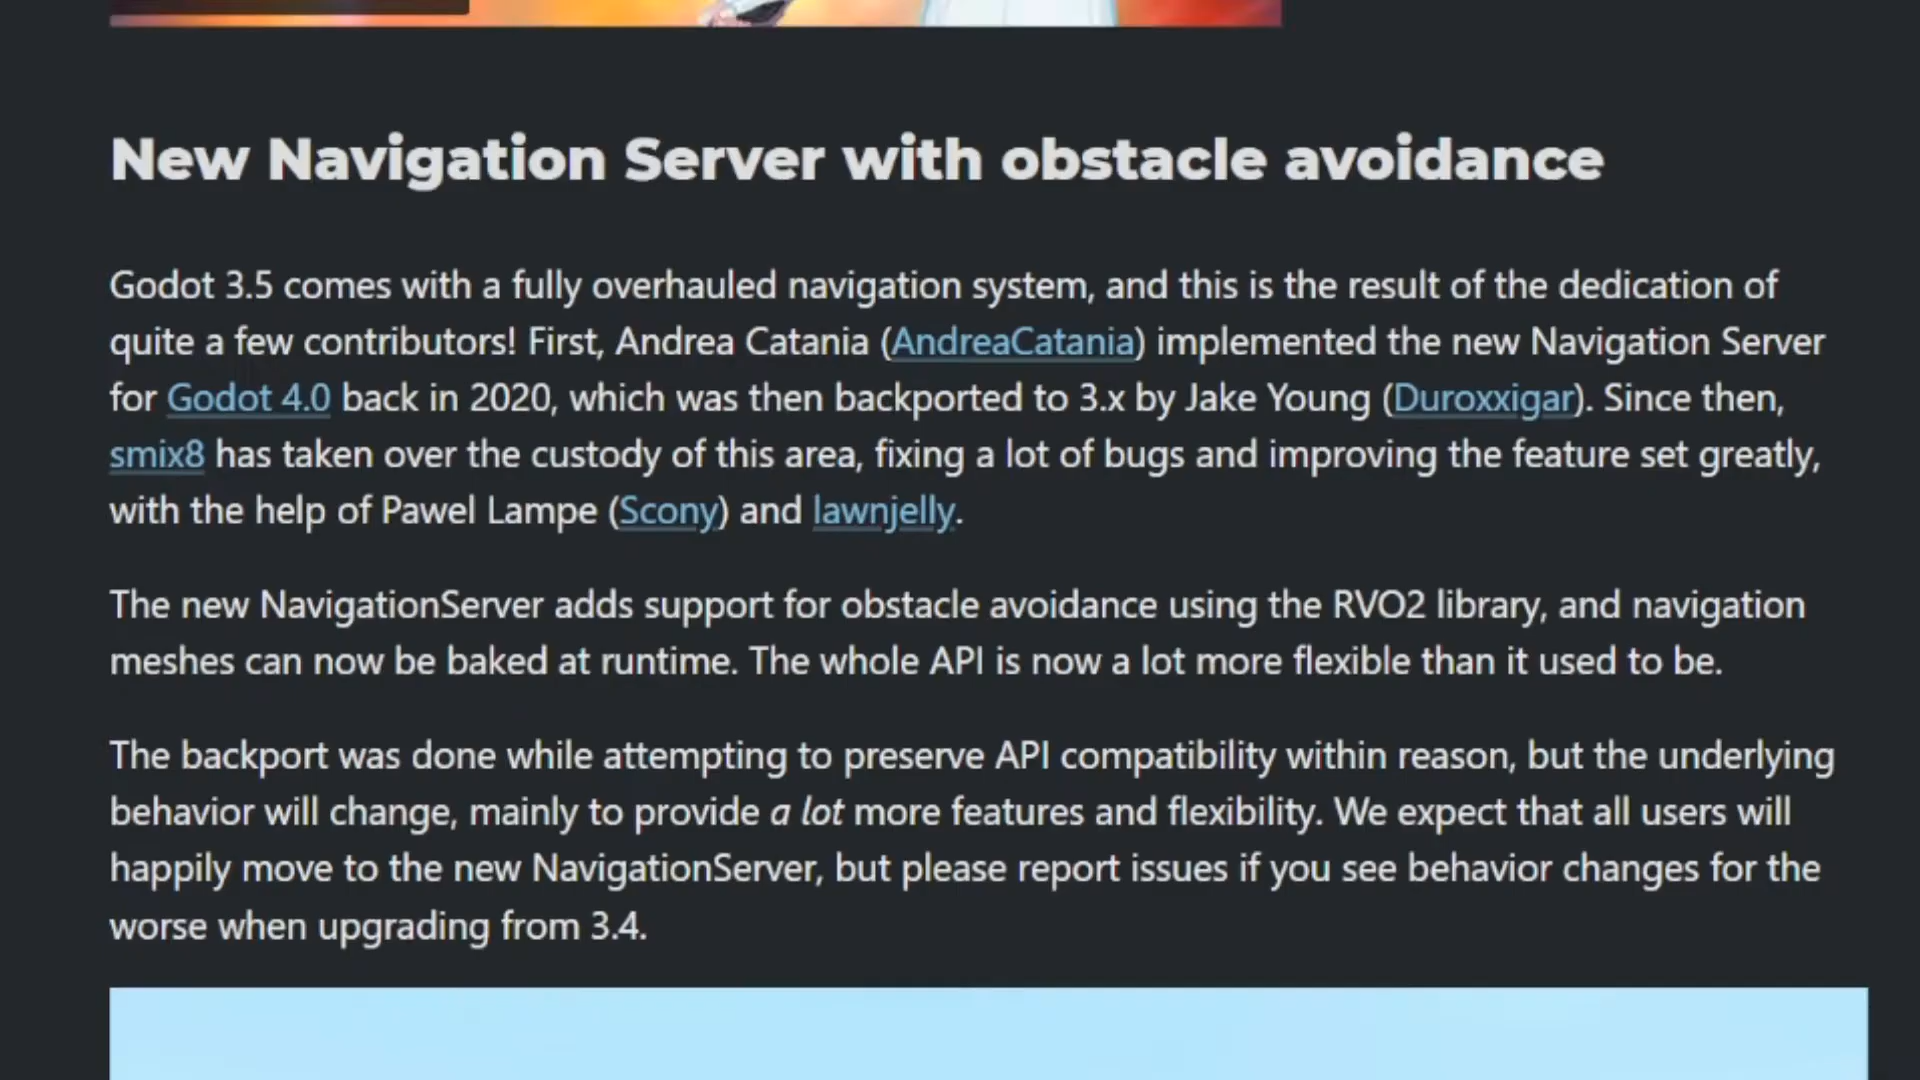 New Navigation Server with obstacle avoidance
Godot 3.5 comes with a fully overhauled navigation system, and this is the result of the dedication of
quite a few contributors! First, Andrea Catania (AndreaCatania) implemented the new Navigation Server
for Godot 4.0 back in 2020, which was then backported to 3.x by Jake Young (Duroxxigar). Since then,
smix8 has taken over the custody of this area, fixing a lot of bugs and improving the feature set greatly,
with the help of Pawel Lampe (Scony) and lawnjelly.
The new NavigationServer adds support for obstacle avoidance using the RVO2 library, and navigation
meshes can now be baked at runtime. The whole API is now a lot more flexible than it used to be.
The backport was done while attempting to preserve API compatibility within reason, but the underlying
behavior will change, mainly to provide a lot more features and flexibility. We expect that all users will
happily move to the new NavigationServer, but please report issues if you see behavior changes for the
worse when upgrading from 3.4.